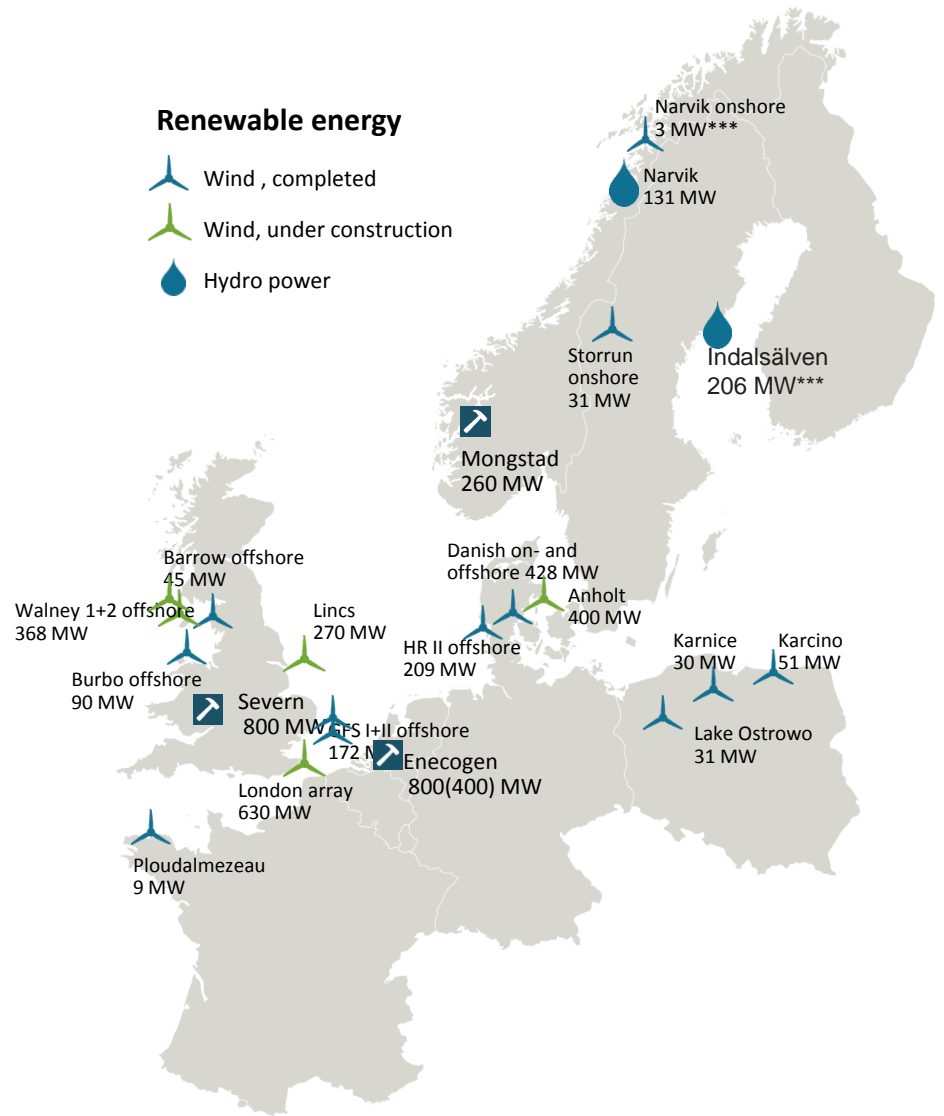 Renewable energy
Wind , completed
Wind, under construction
Hydro power
Narvik onshore
3 MW***
Narvik
131 MW
Storrun
onshore
31 MW
Indalsälven
206 MW***
Mongstad
260 MW
Barrow offshore
45 MW
Walney 1+2 offshore
368 MW
Burbo offshore
90 MW
Lincs
270 MW
Danish on- and
offshore 428 MW
Anholt
400 MW
HR II offshore
209 MW
Karnice
30 MW
Karcino
51 MW
Lake Ostrowo
31 MW
Severn
800 MW
GFS I+II offshore
172
Enecogen
800(400) MW
London array
630 MW
Ploudalmezeau
9 MW